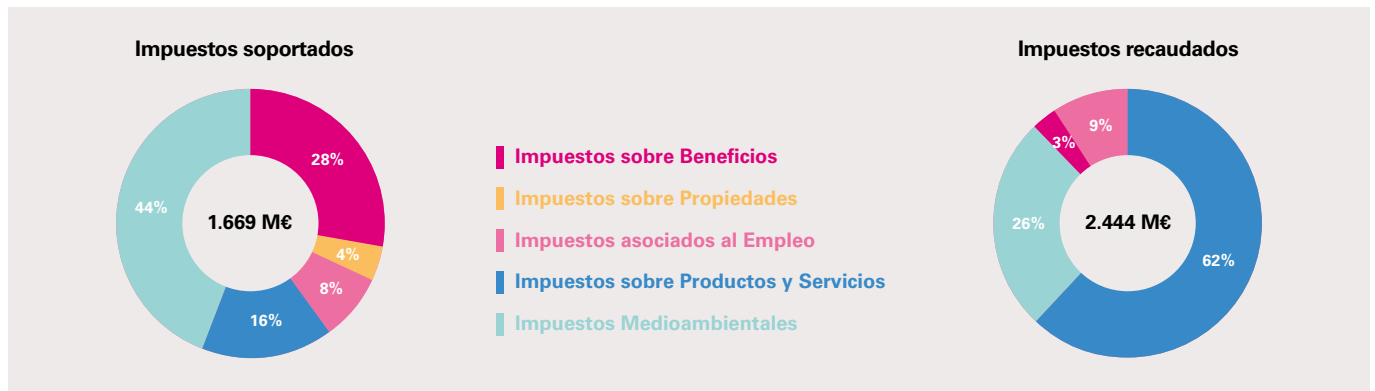 Impuestos soportados
28%
4%
8%
16%
44%
1.669 M€
Impuestos sobre Beneficios
Impuestos sobre Propiedades
Impuestos asociados al Empleo
Impuestos sobre Productos y Servicios
Impuestos Medioambientales
Impuestos recaudados
9%
3%
26%
62%
2.444 M€